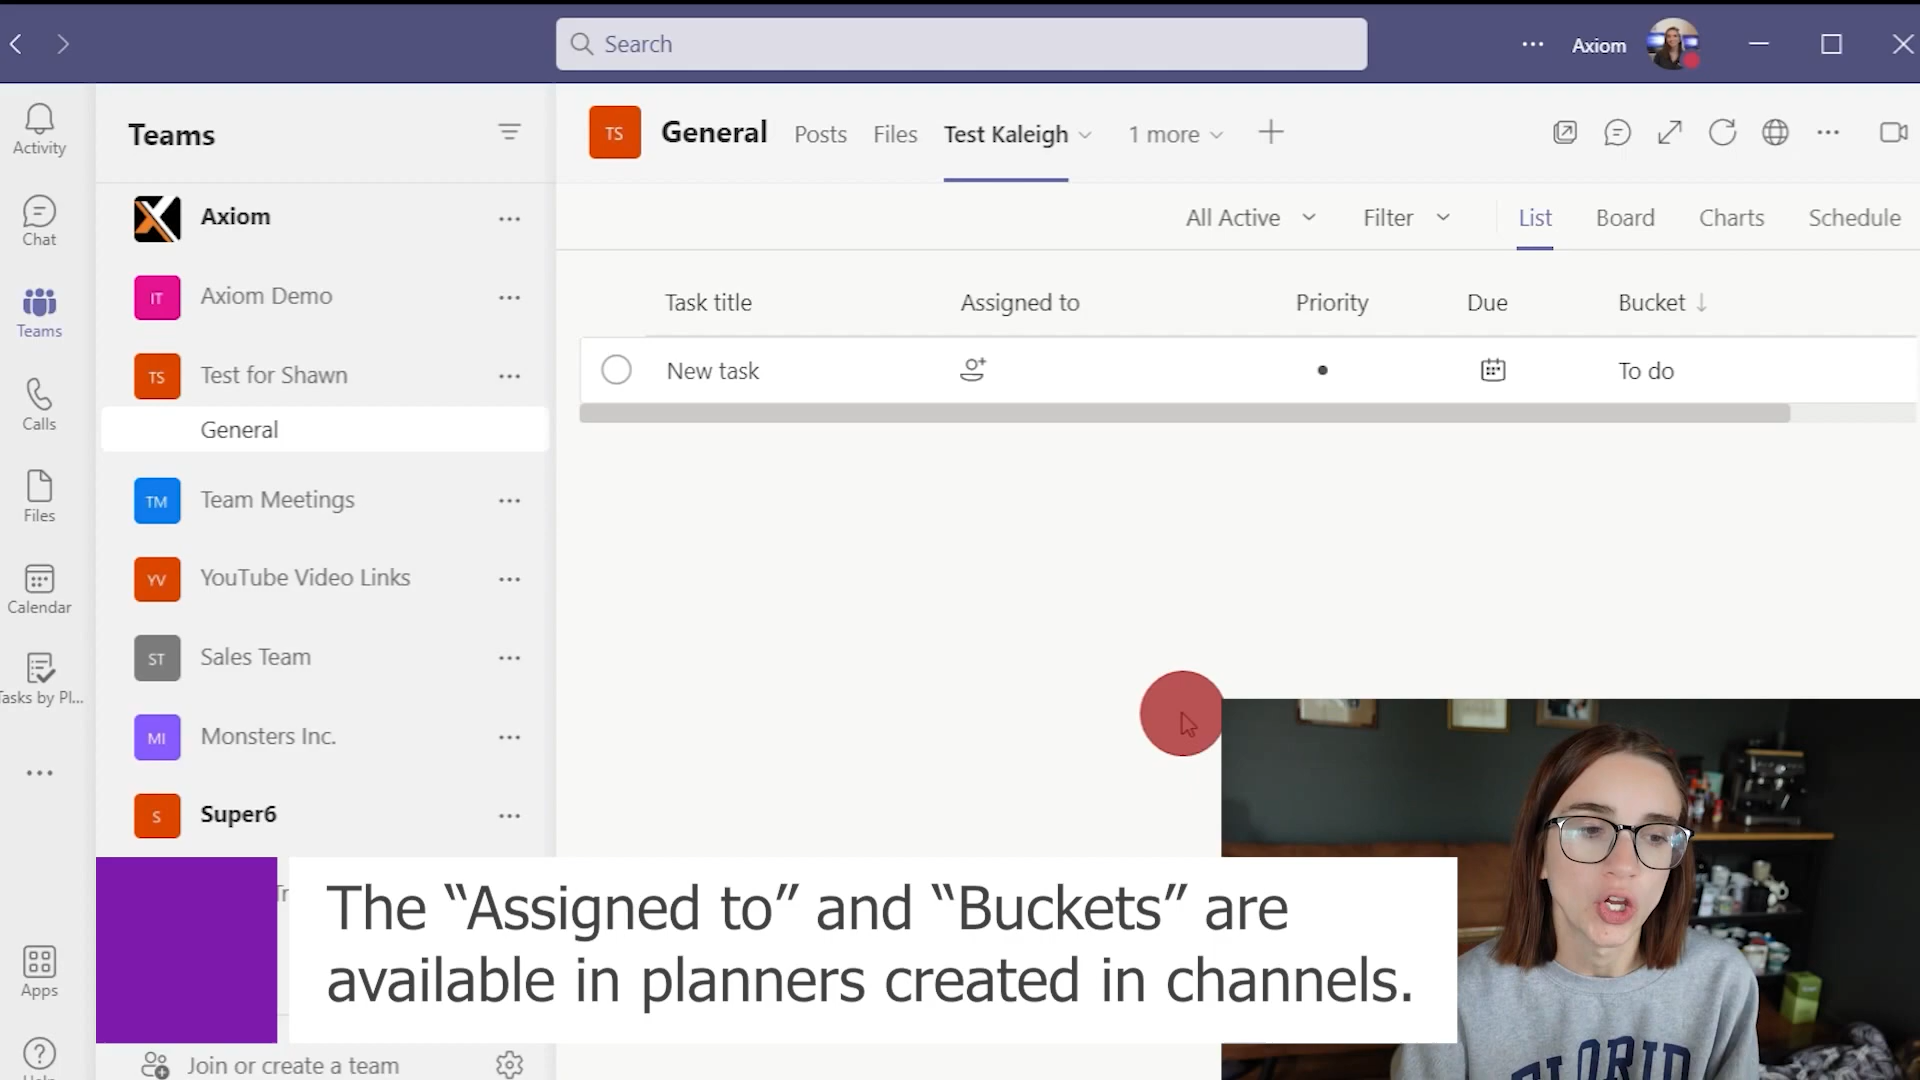 Search
Axiom
Activity
Chat
Teams
Calls
Files
Calendar
Tasks by Pl...
Apps
Help
Teams
Axiom
IT Axiom Demo
TS Test for Shawn
General
TM Team Meetings
YV YouTube Video Links
ST Sales Team
MI Monsters Inc.
S Super6
Tr
Join or create a team
TS General Posts Files Test Kaleigh 1 more
All Active Filter List Board Charts Schedule
Task title Assigned to Priority Due Bucket
New task To do
The “Assigned to” and “Buckets” are
available in planners created in channels.
FLORID